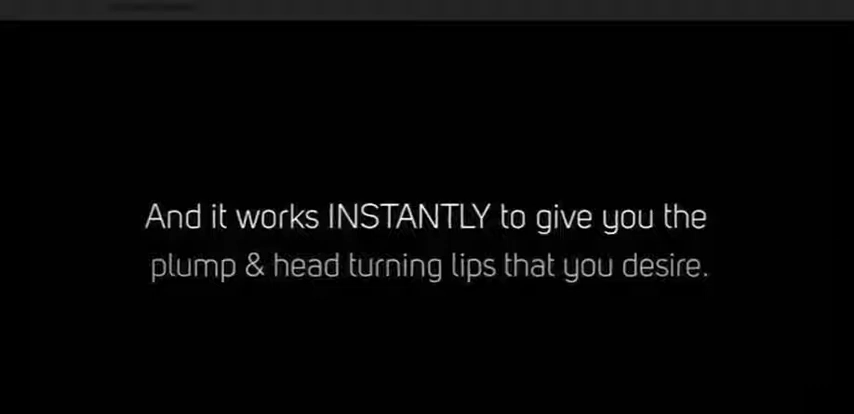 And it works INSTANTLY to give you the
plump & head turning lips that you desire.